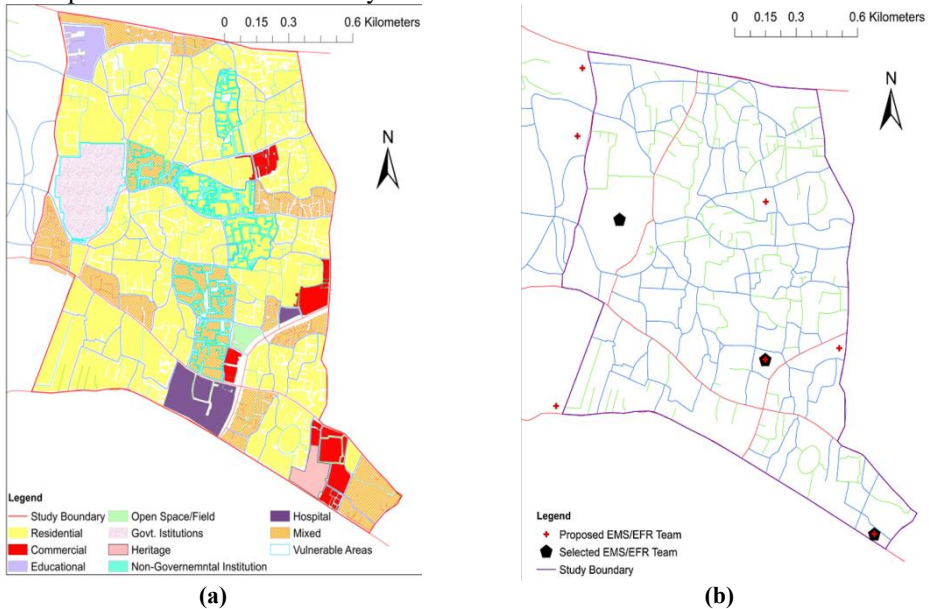 0 0.15 0.3 0.6 Kilometers
N
Legend
Study Boundary
Residential
Commercial
Educational
Open Space/Field
Govt. Istitutions
Heritage
Non-Governemntal Institution
Hospital
Mixed
Vulnerable Areas
(a)
0 0.15 0.3 0.6 Kilometers
N
Legend
Proposed EMS/EFR Team
Selected EMS/EFR Team
Study Boundary
(b)